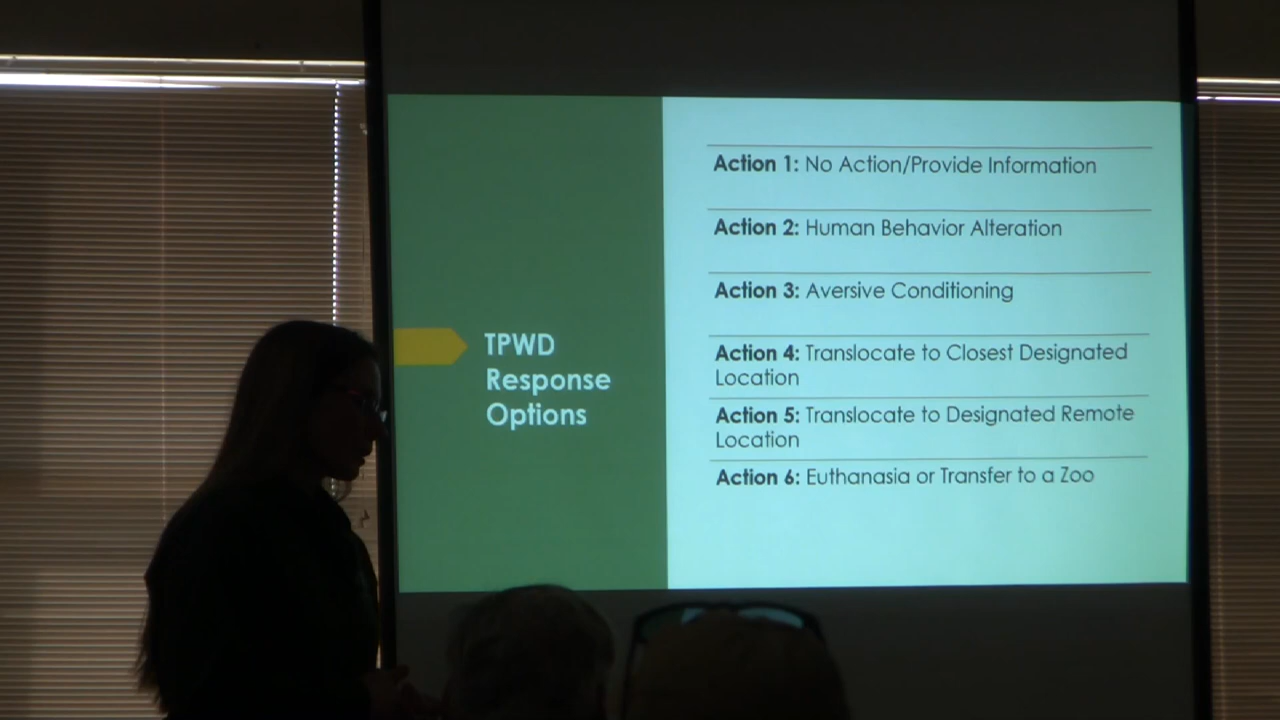 TPWD
Response
Options
Action 1: No Action/Provide Information
Action 2: Human Behavior Alteration
Action 3: Aversive Conditioning
Action 4: Translocate to Closest Designated
Location
Action 5: Translocate to Designated Remote
Location
Action 6: Euthanasia or Transfer to a Zoo